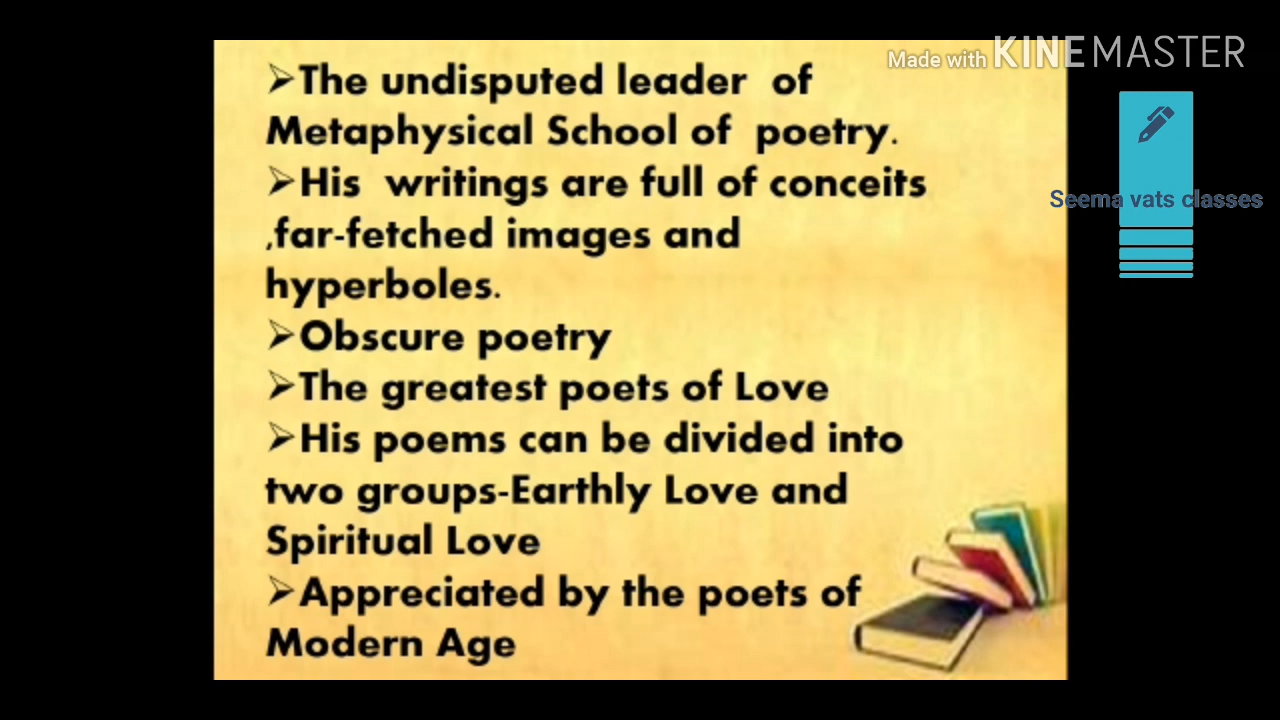 Made with KINEMASTER
Seema vats classes
➢The undisputed leader of
Metaphysical School of poetry.
➢His writings are full of conceits
,far-fetched images and
hyperboles.
➢Obscure poetry
➢The greatest poets of Love
➢His poems can be divided into
two groups-Earthly Love and
Spiritual Love
➢Appreciated by the poets of
Modern Age